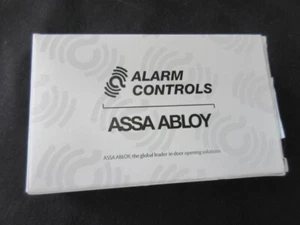 ALARM
CONTROLS
ASSA ABLOY
ASSA ABLOY, the global leader in door opening solutions